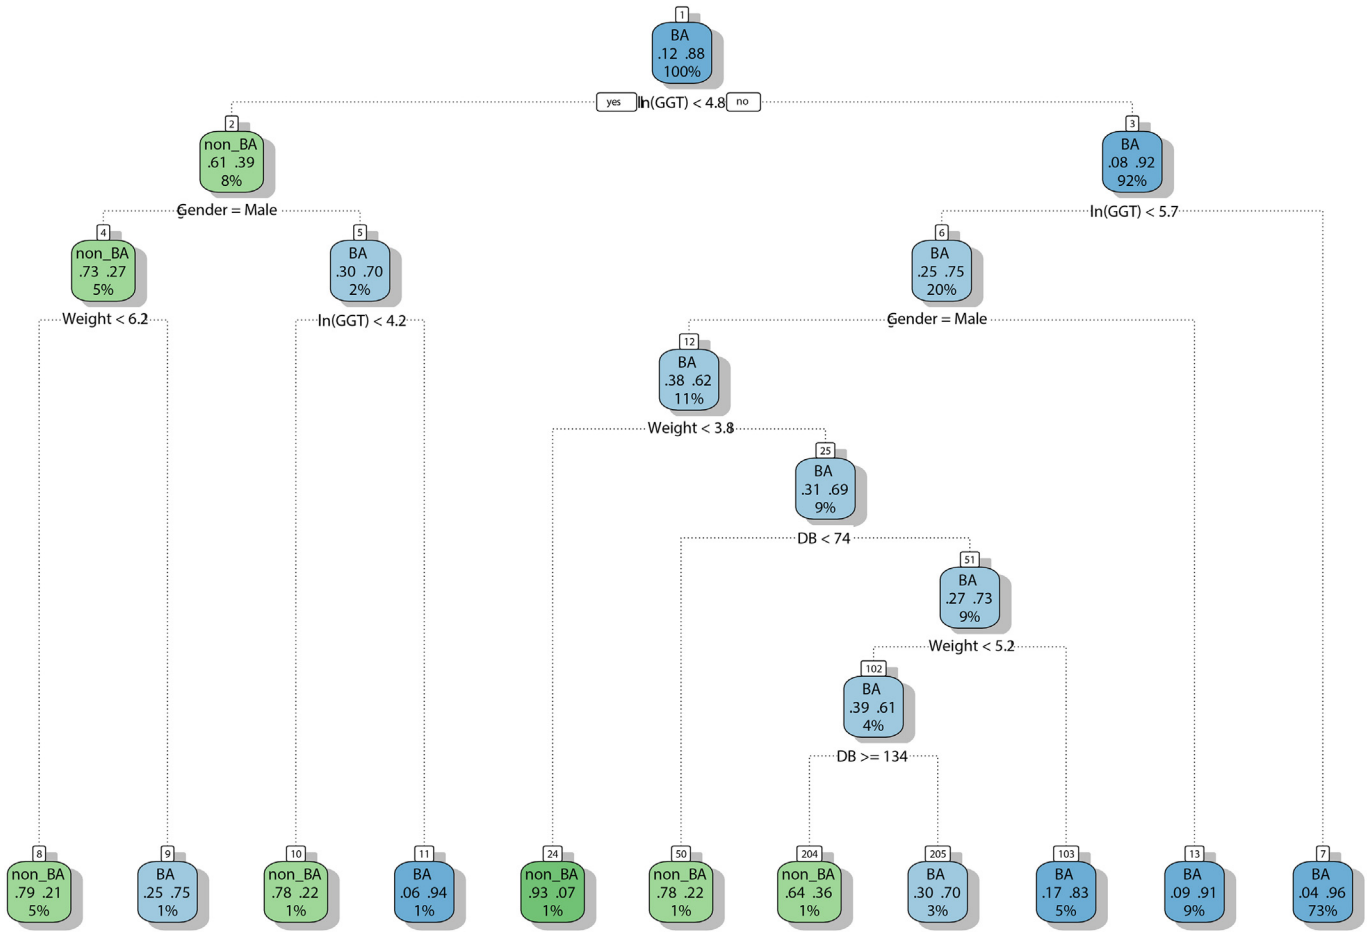 1
BA
.12 .88
100%
yes
ln(GGT) < 4.8
no
2
non_BA
.61 .39
8%
3
BA
.08 .92
92%
Gender = Male
ln(GGT) < 5.7
4
non_BA
.73 .27
5%
5
BA
.30 .70
2%
6
BA
.25 .75
20%
Weight < 6.2
ln(GGT) < 4.2
Gender = Male
12
BA
.38 .62
11%
Weight < 3.8
25
BA
.31 .69
9%
DB < 74
51
BA
.27 .73
9%
Weight < 5.2
102
BA
.39 .61
4%
DB >= 134
8
non_BA
.79 .21
5%
9
BA
.25 .75
1%
10
non_BA
.78 .22
1%
11
BA
.06 .94
1%
24
non_BA
.93 .07
1%
50
non_BA
.78 .22
1%
204
non_BA
.64 .36
1%
205
BA
.30 .70
3%
103
BA
.17 .83
5%
13
BA
.09 .91
9%
7
BA
.04 .96
73%